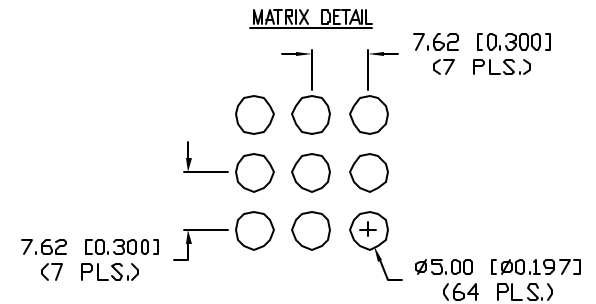 MATRIX DETAIL
7.62 [0.300]
(7 PLS.)
7.62 [0.300]
(7 PLS.)
Ø5.00 [Ø0.197]
(64 PLS.)